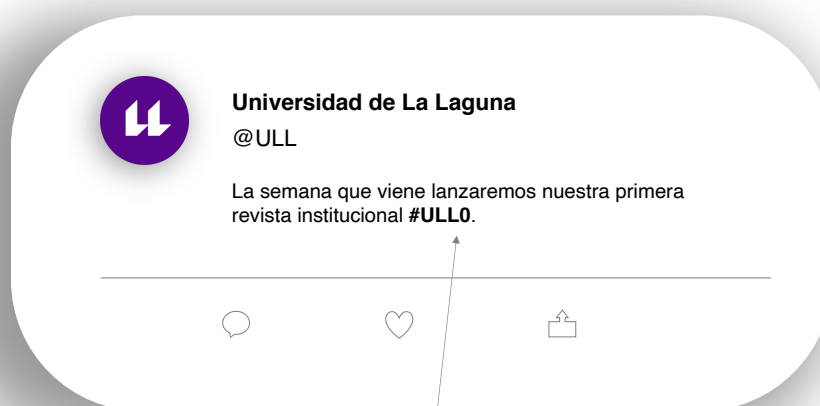 Universidad de La Laguna
@ULL
La semana que viene lanzaremos nuestra primera
revista institucional #ULL0.